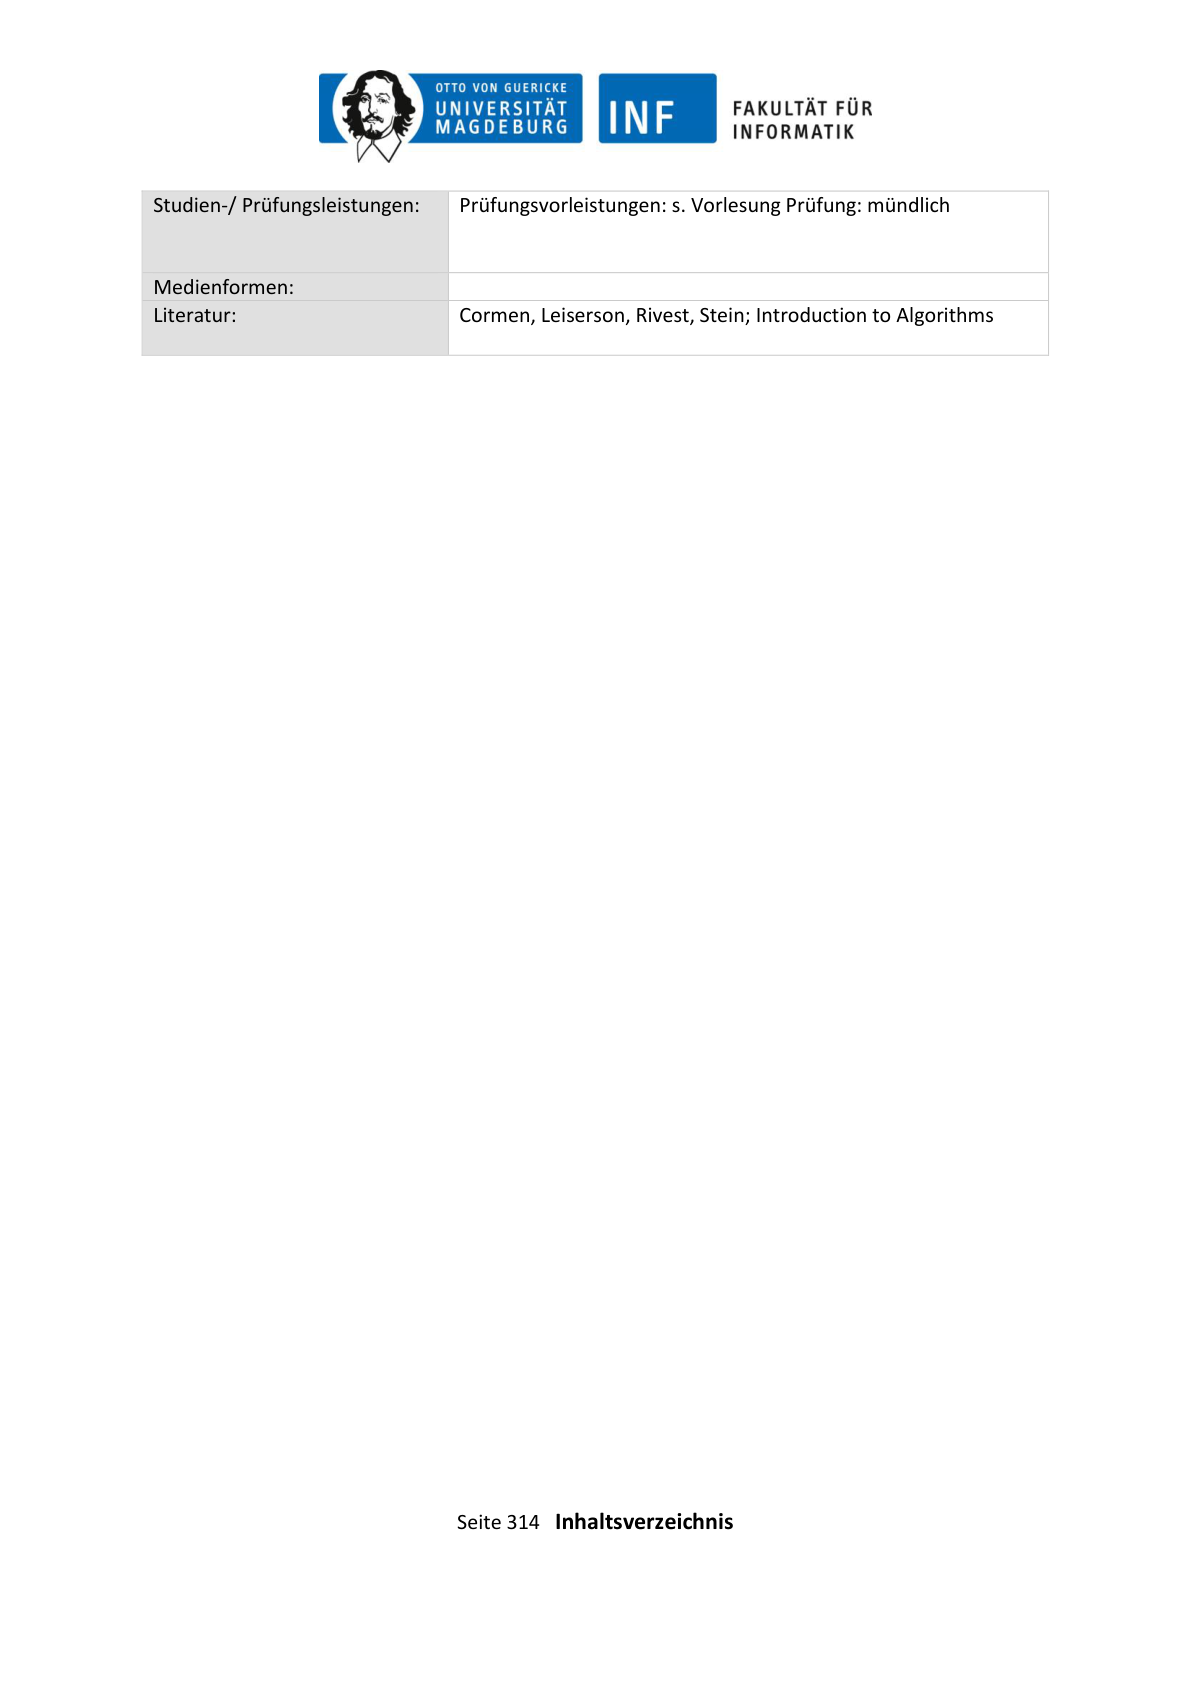 OTTO VON GUERICKE
UNIVERSITÄT
MAGDEBURG
INF
FAKULTÄT FÜR
INFORMATIK
Studien-/ Prüfungsleistungen: Prüfungsvorleistungen: s. Vorlesung Prüfung: mündlich
Medienformen:
Literatur: Cormen, Leiserson, Rivest, Stein; Introduction to Algorithms
Seite 314 Inhaltsverzeichnis